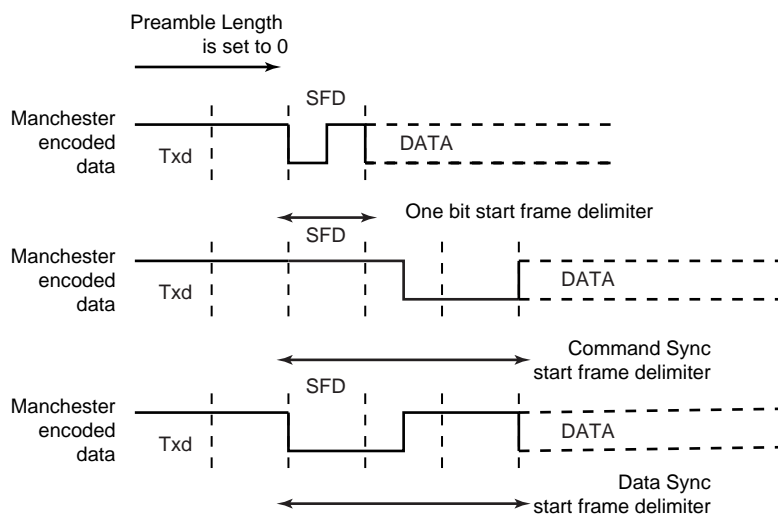 Preamble Length
is set to 0
SFD
Manchester
encoded
data
Txd
DATA
One bit start frame delimiter
SFD
Manchester
encoded
data
Txd
DATA
Command Sync
start frame delimiter
SFD
Manchester
encoded
data
Txd
DATA
Data Sync
start frame delimiter